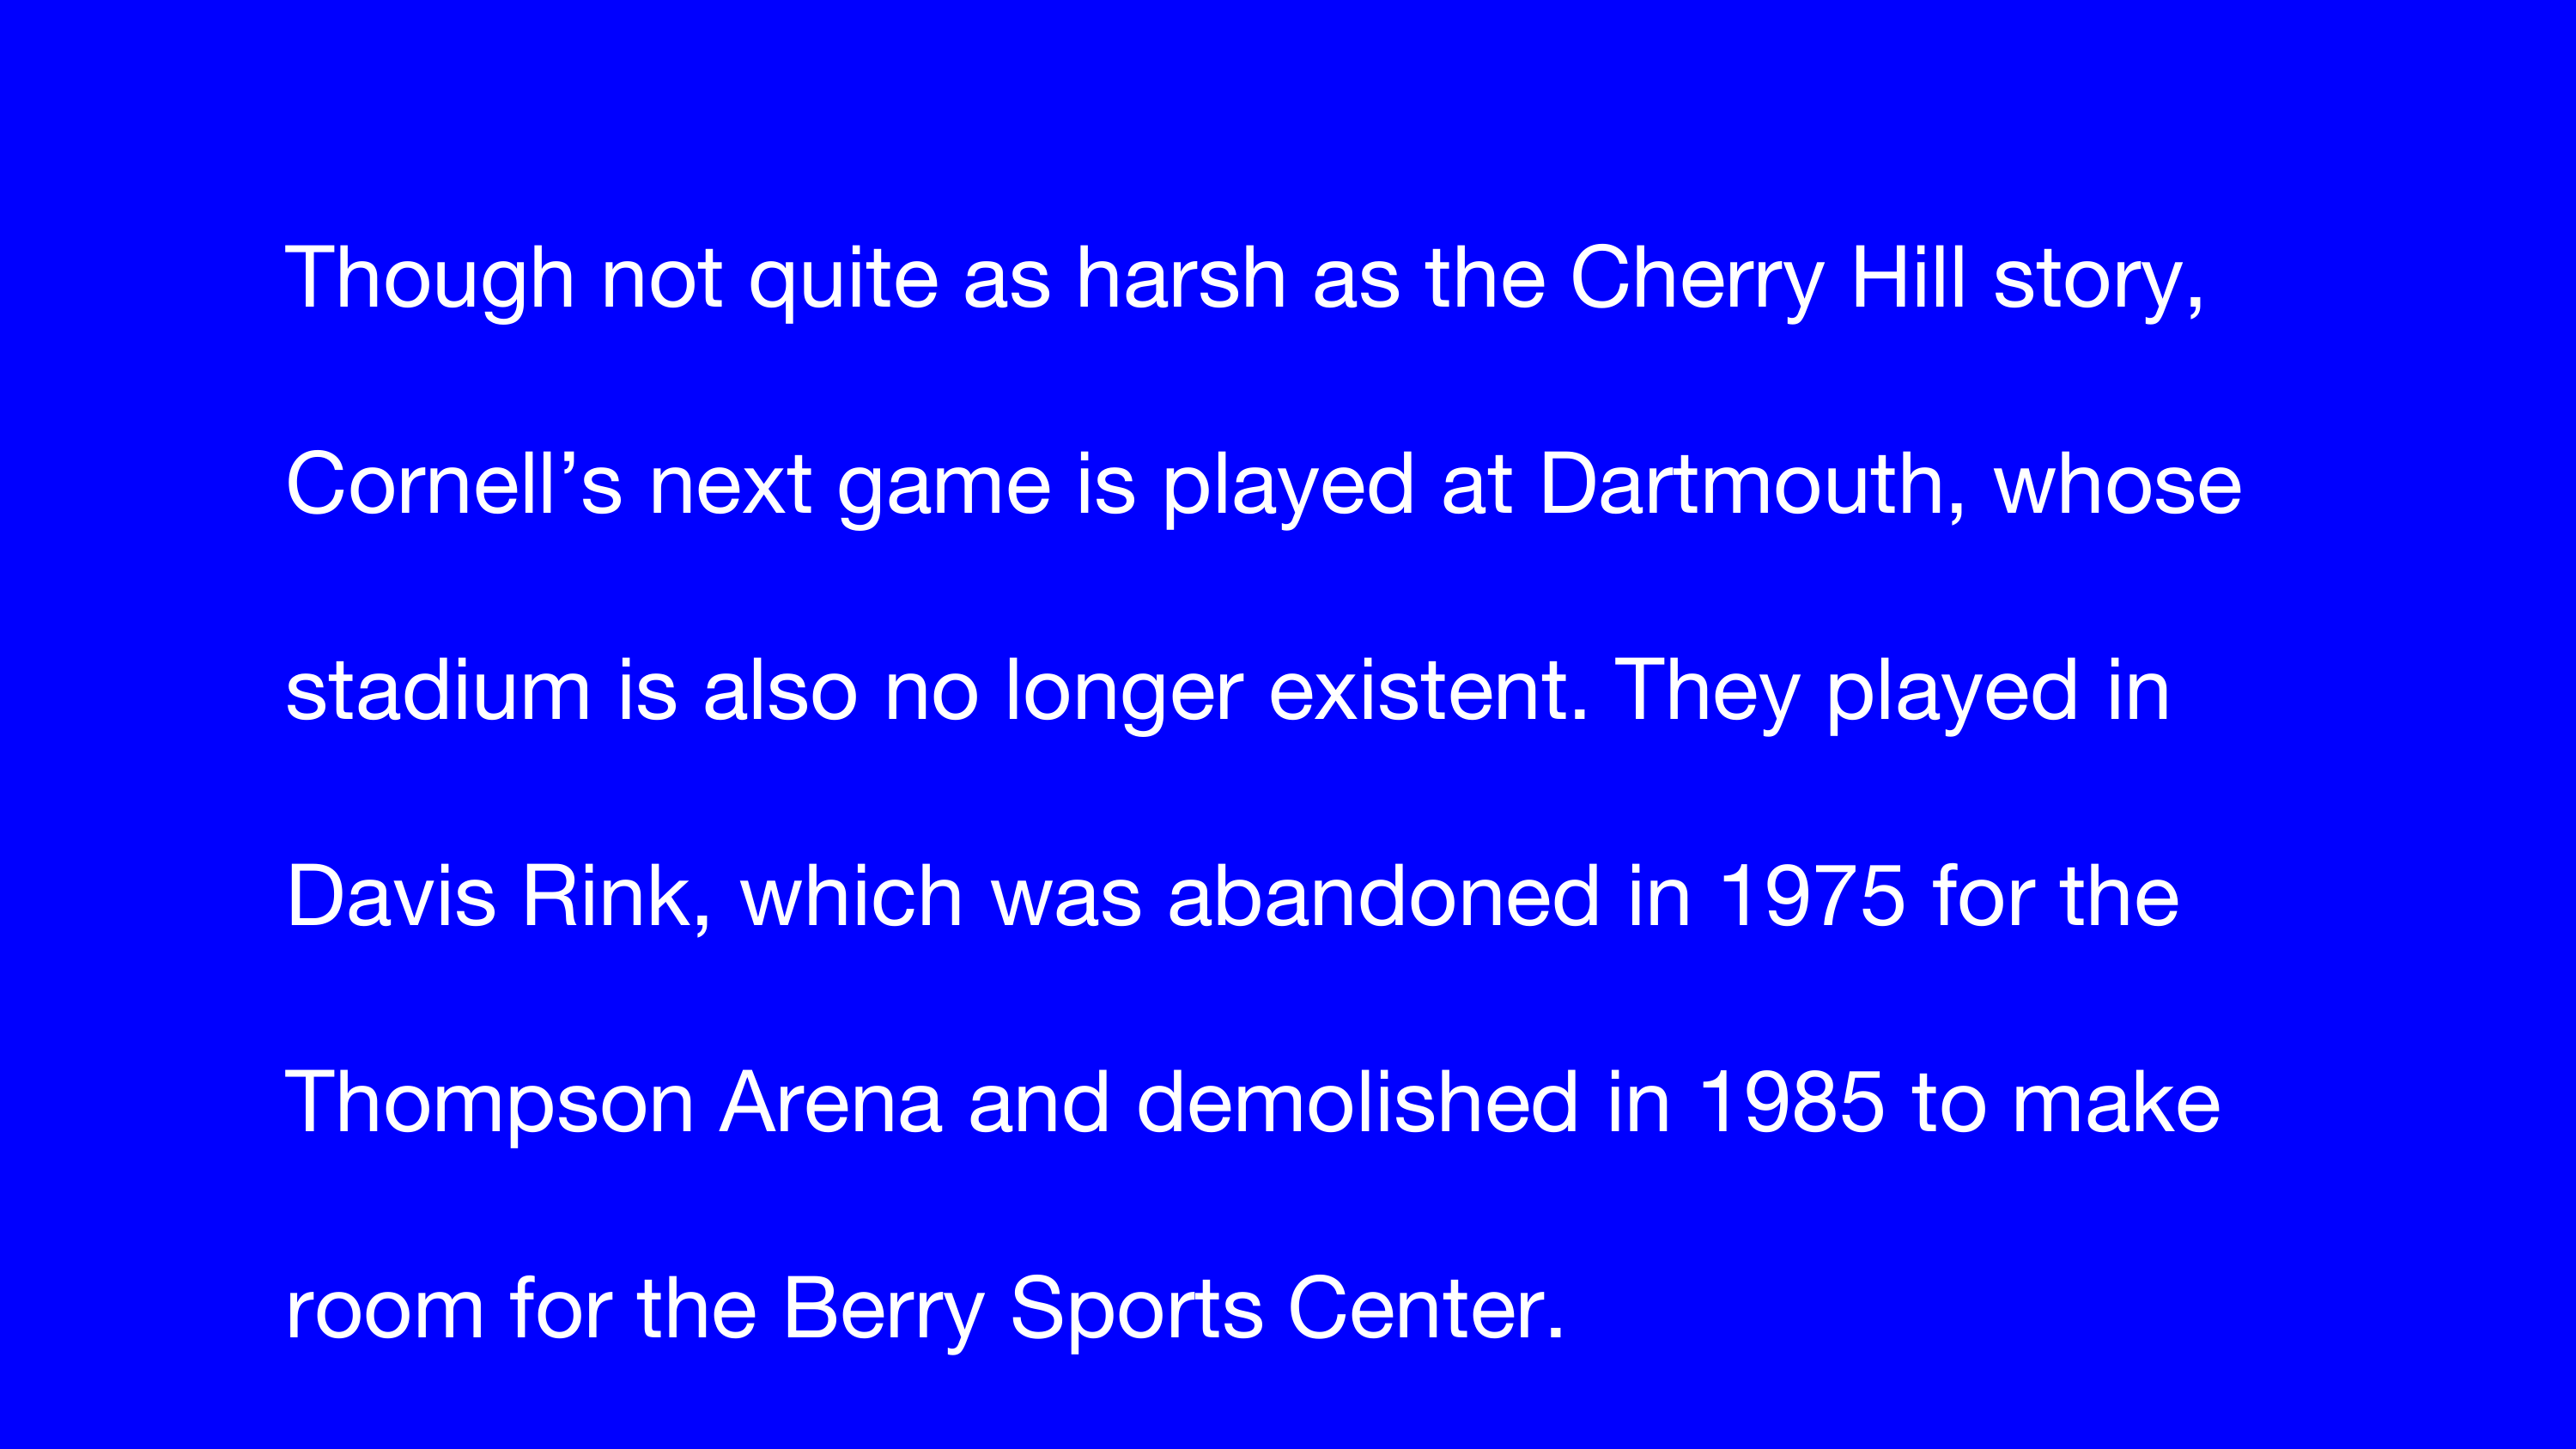 Though not quite as harsh as the Cherry Hill story,
Cornell’s next game is played at Dartmouth, whose
stadium is also no longer existent. They played in
Davis Rink, which was abandoned in 1975 for the
Thompson Arena and demolished in 1985 to make
room for the Berry Sports Center.